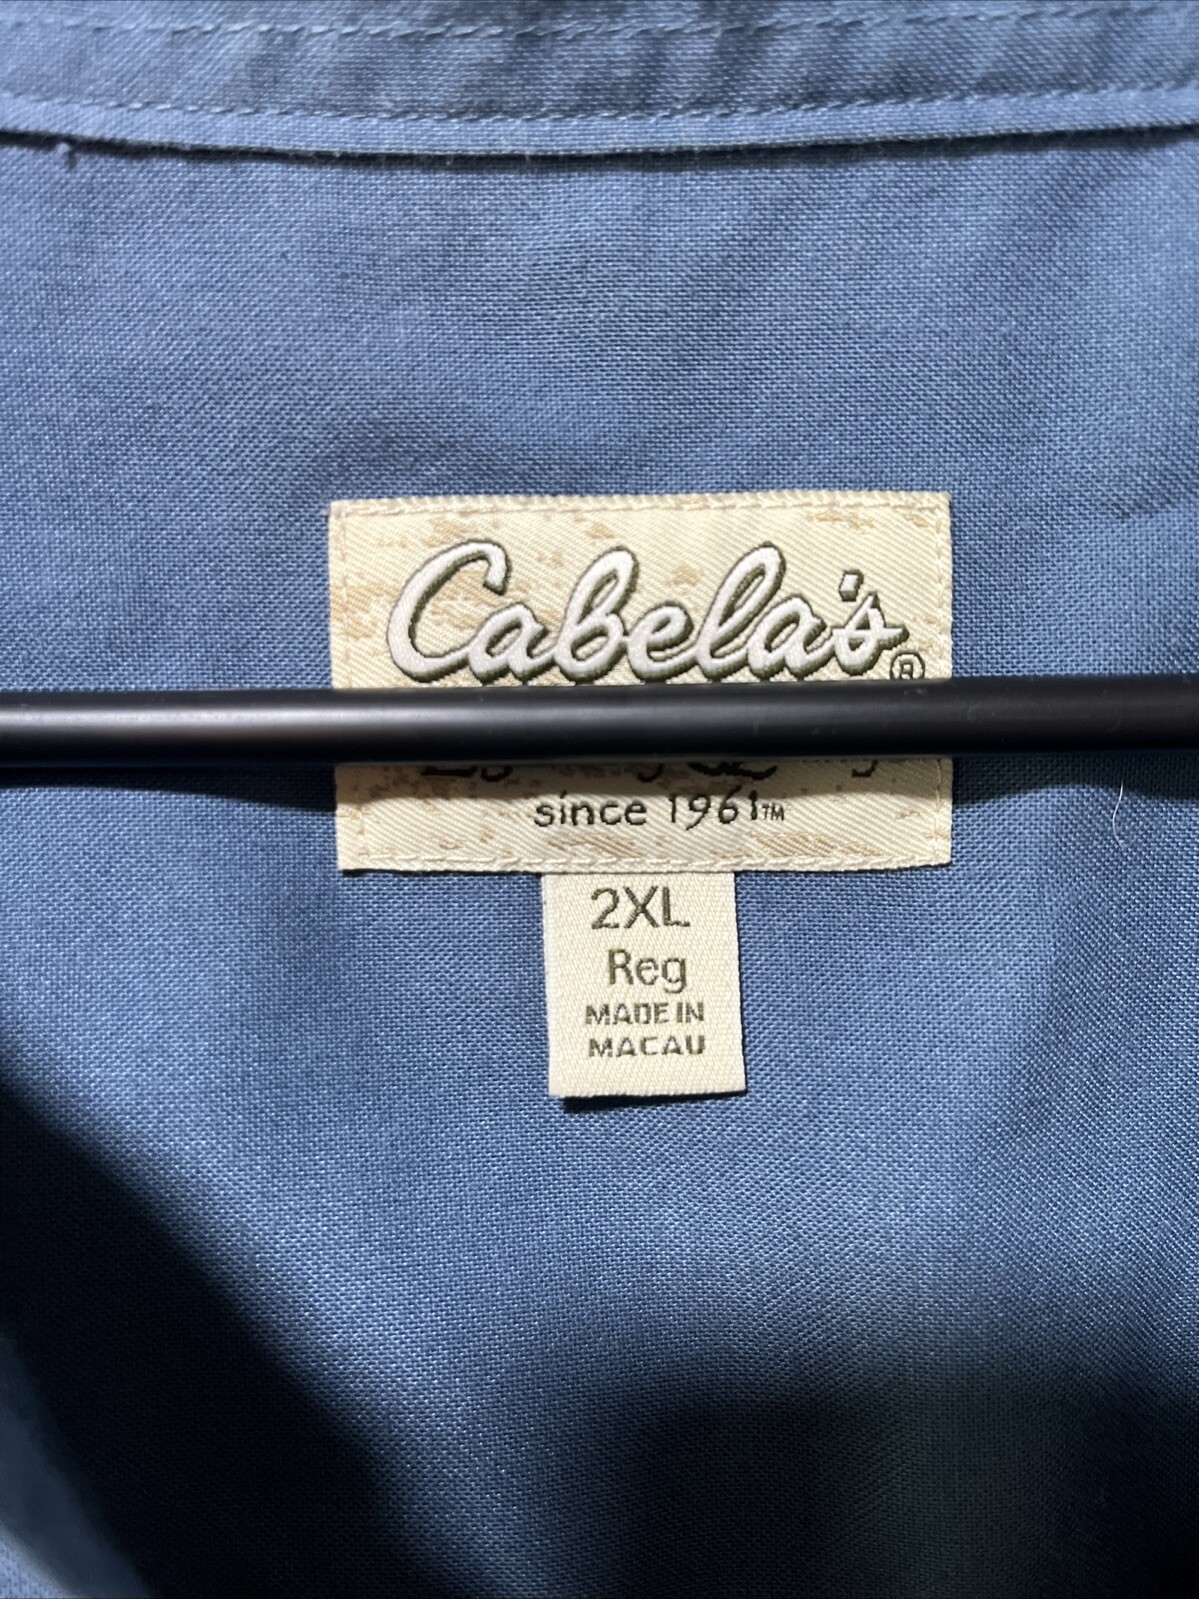 Cabela's®
since 1961™
2XL
Reg
MADE IN
MACAU